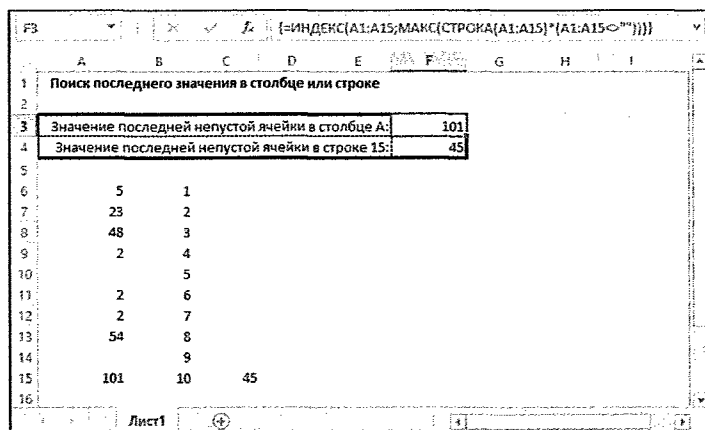 F3 fx {=ИНДЕКС(A1:A15;МАКС(СТРОКА(A1:A15)*(A1:A15<>"")))}
A B C D E F G H I
1 Поиск последнего значения в столбце или строке
2
3 Значение последней непустой ячейки в столбце A: 101
4 Значение последней непустой ячейки в строке 15: 45
5
6 5 1
7 23 2
8 48 3
9 2 4
10 5
11 2 6
12 2 7
13 54 8
14 9
15 101 10 45
16
Лист1